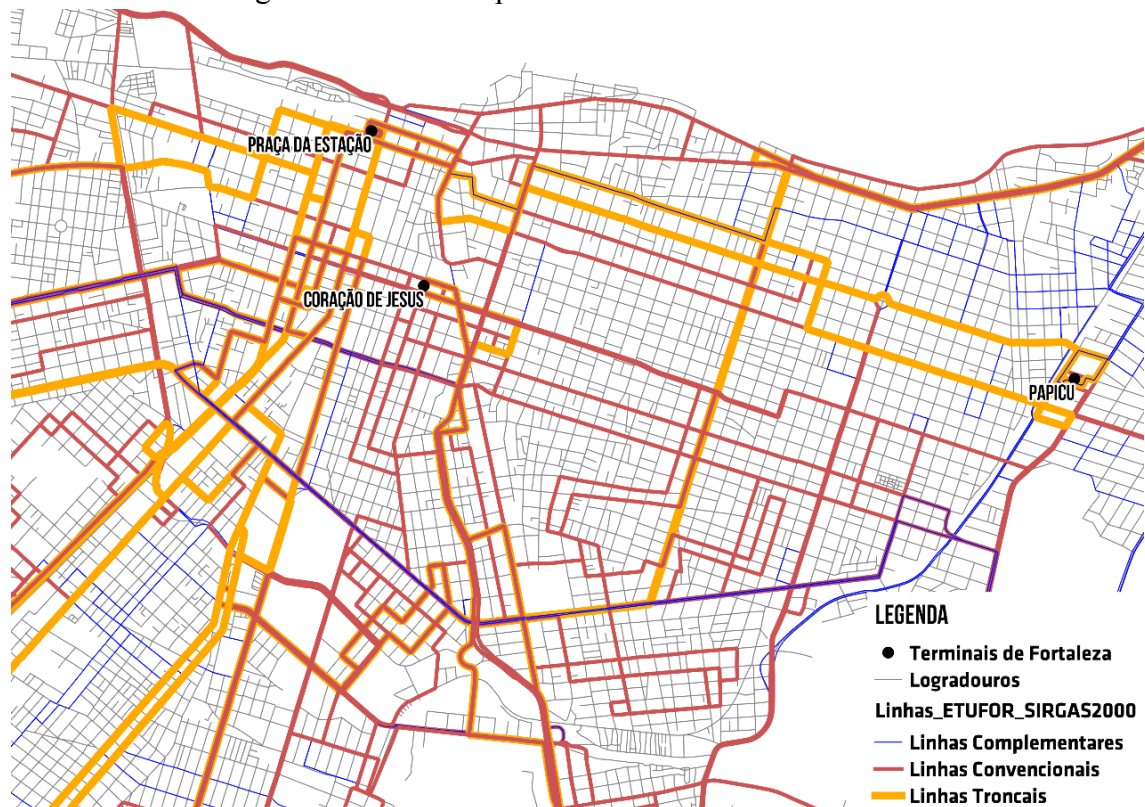 PRAÇA DA ESTAÇÃO
CORAÇÃO DE JESUS
PAPICU
LEGENDA
Terminais de Fortaleza
Logradouros
Linhas_ETUFOR_SIRGAS2000
Linhas Complementares
Linhas Convencionais
Linhas Troncais